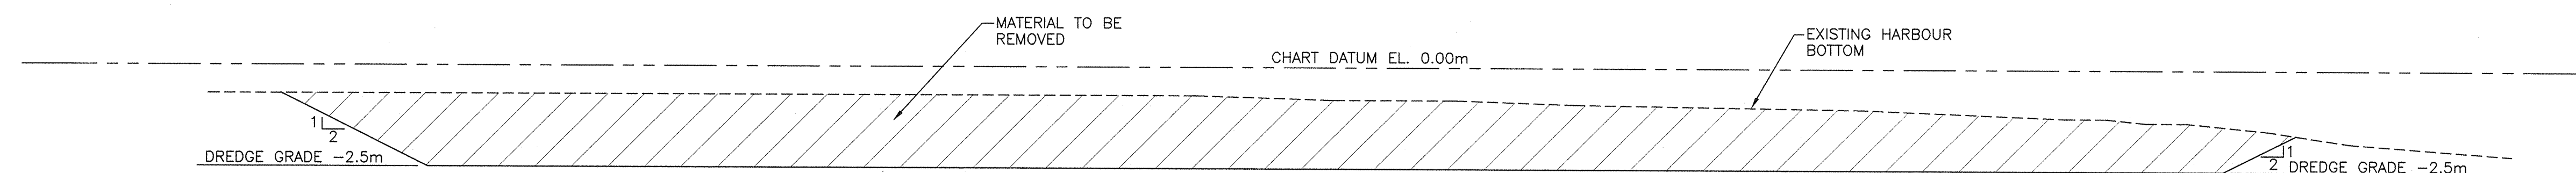 MATERIAL TO BE
REMOVED
EXISTING HARBOUR
BOTTOM
CHART DATUM EL. 0.00m
1
2
DREDGE GRADE -2.5m
1
2
DREDGE GRADE -2.5m